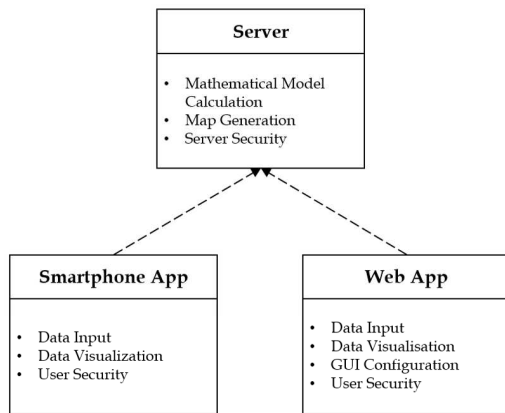 Server
• Mathematical Model
Calculation
• Map Generation
• Server Security
Smartphone App
• Data Input
• Data Visualization
• User Security
Web App
• Data Input
• Data Visualisation
• GUI Configuration
• User Security